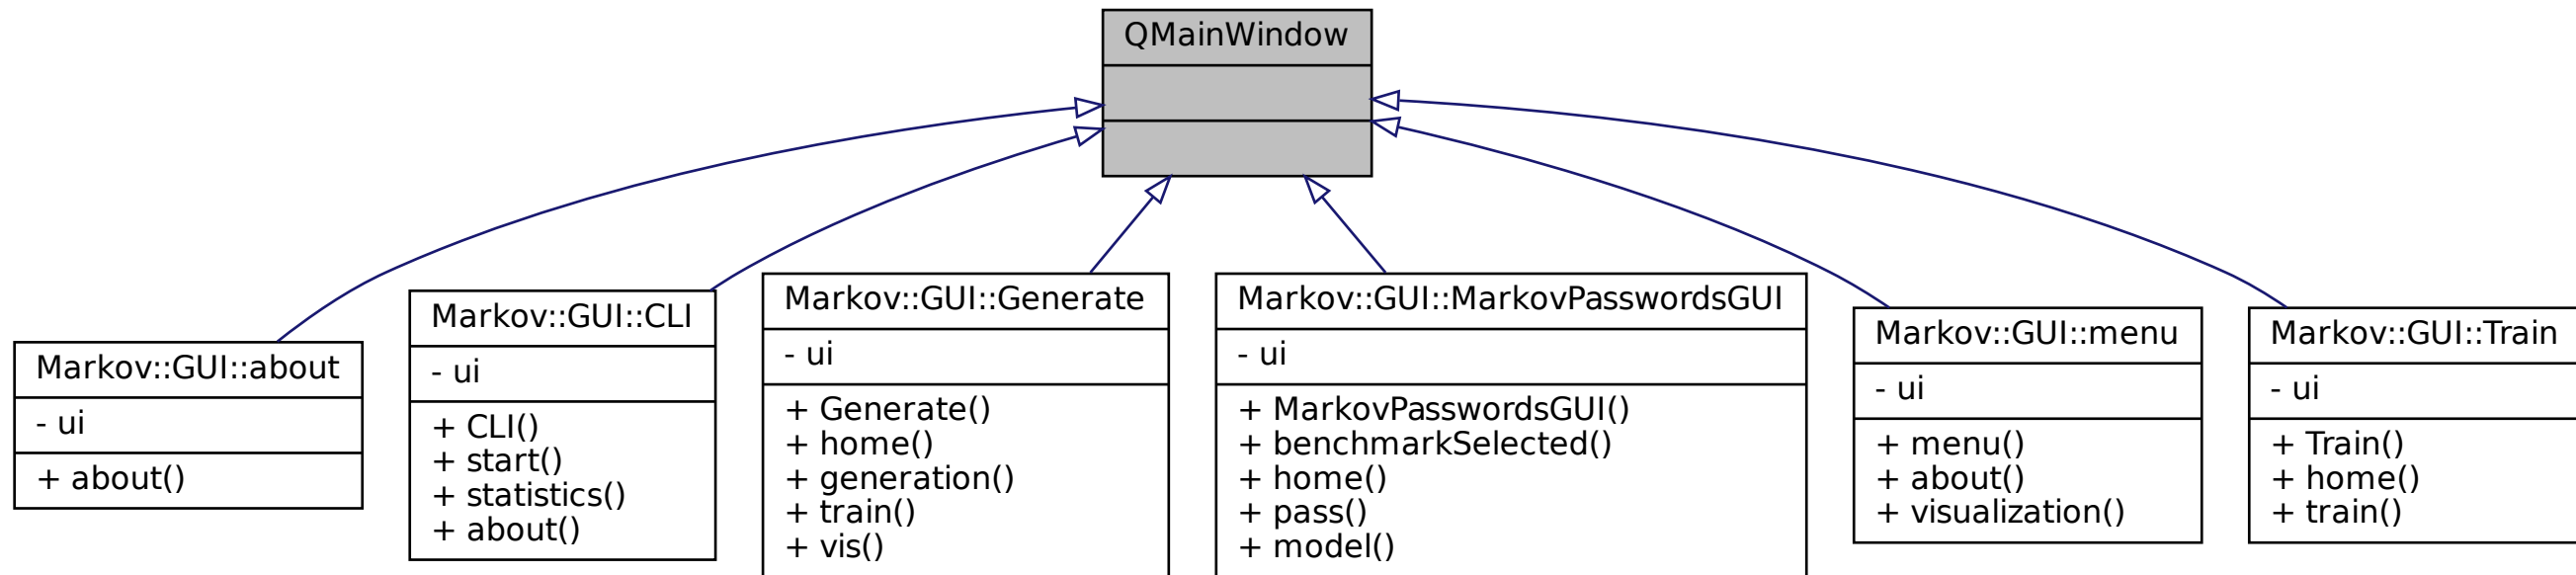 QMainWindow
Markov::GUI::about
- ui
+ about()
Markov::GUI::CLI
- ui
+ CLI()
+ start()
+ statistics()
+ about()
Markov::GUI::Generate
- ui
+ Generate()
+ home()
+ generation()
+ train()
+ vis()
Markov::GUI::MarkovPasswordsGUI
- ui
+ MarkovPasswordsGUI()
+ benchmarkSelected()
+ home()
+ pass()
+ model()
Markov::GUI::menu
- ui
+ menu()
+ about()
+ visualization()
Markov::GUI::Train
- ui
+ Train()
+ home()
+ train()